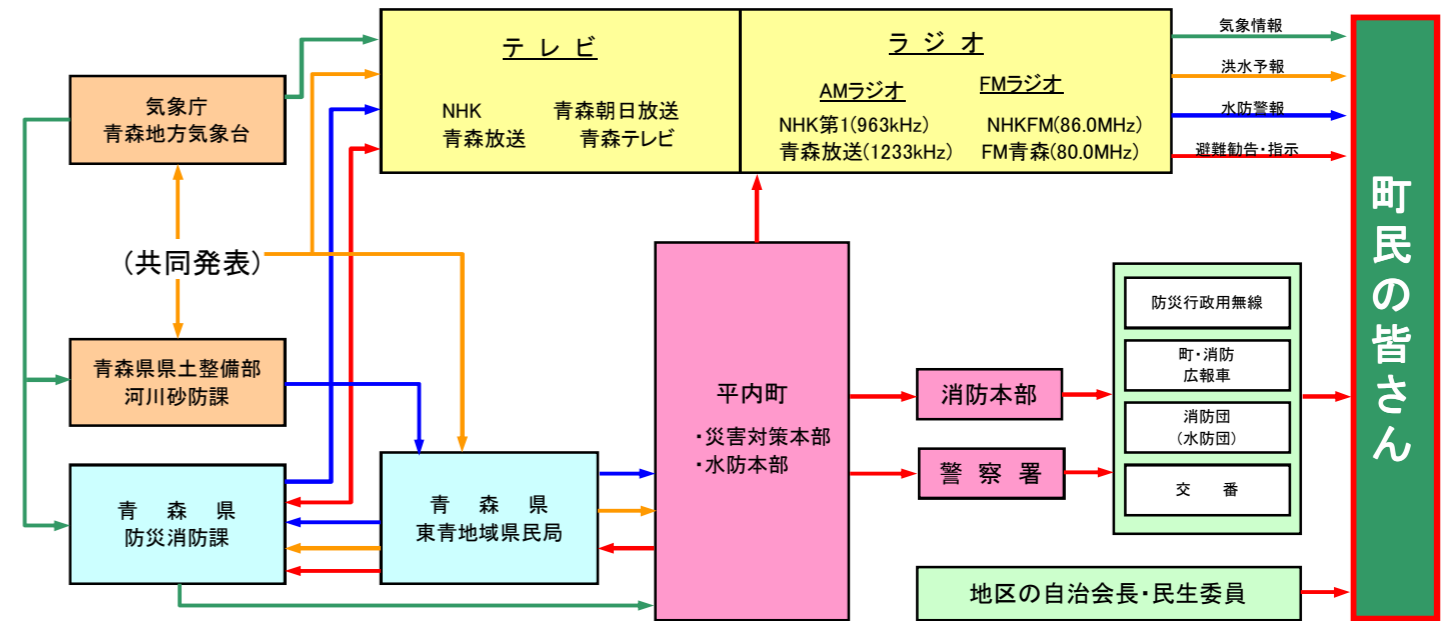 気象庁
青森地方気象台
(共同発表)
青森県県土整備部
河川砂防課
青森県
防災消防課
テレビ
NHK 青森朝日放送
青森放送 青森テレビ
ラジオ
AMラジオ
NHK第1(963kHz)
青森放送(1233kHz)
FMラジオ
NHKFM(86.0MHz)
FM青森(80.0MHz)
気象情報
洪水予報
水防警報
避難勧告・指示
青森県
東青地域県民局
平内町
・災害対策本部
・水防本部
消防本部
警察署
防災行政用無線
町・消防
広報車
消防団
(水防団)
交番
地区の自治会長・民生委員
町民の皆さん